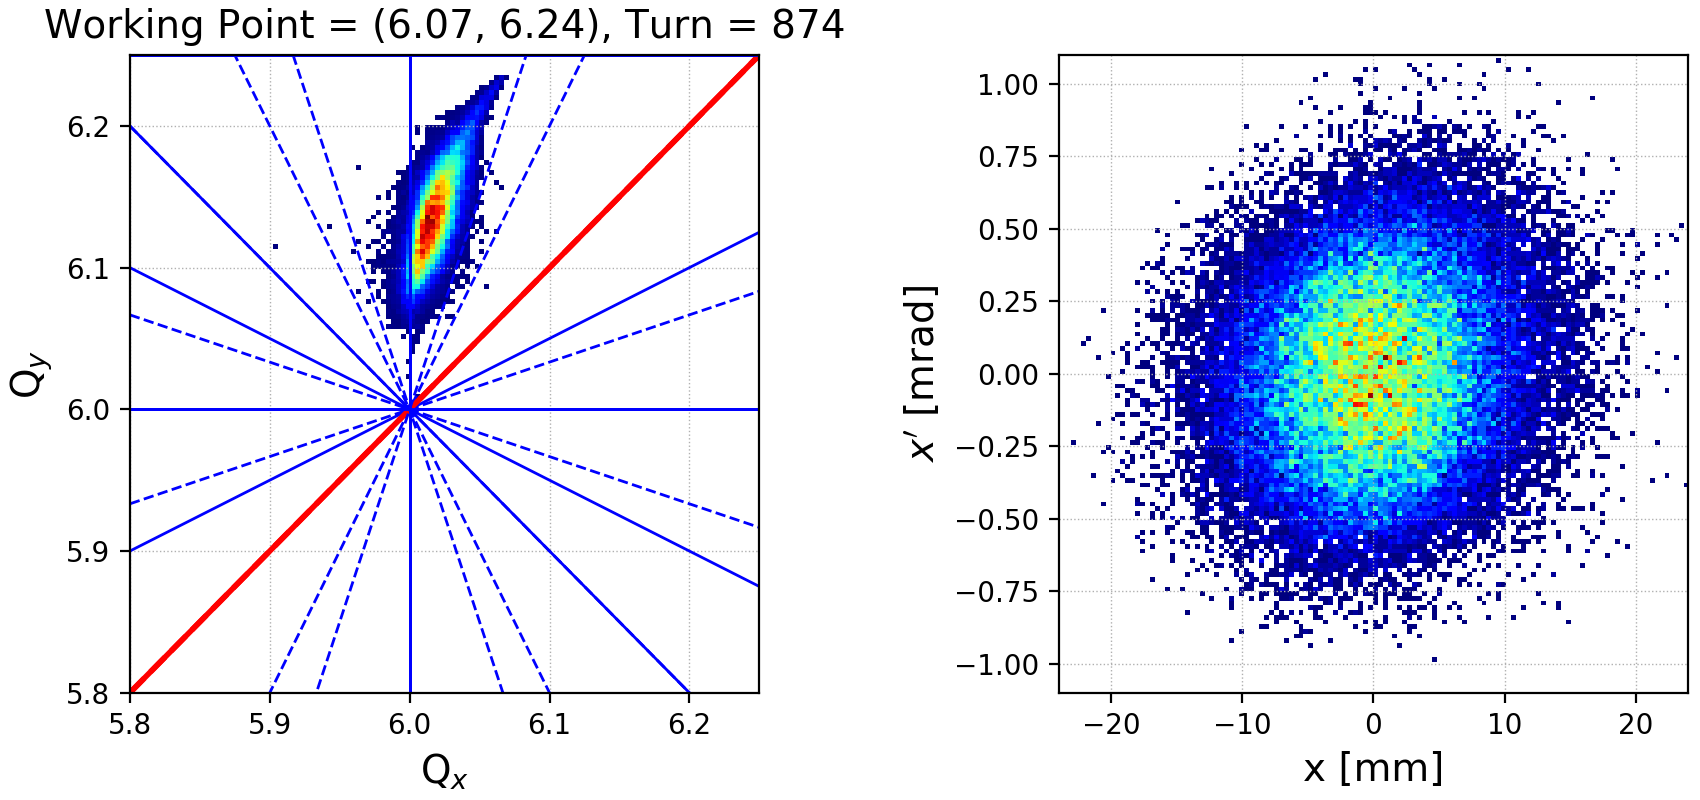 Working Point = (6.07, 6.24), Turn = 874
6.2
6.1
6.0
5.9
5.8
Q_y
5.8 5.9 6.0 6.1 6.2
Q_x
1.00
0.75
0.50
0.25
0.00
−0.25
−0.50
−0.75
−1.00
x′ [mrad]
−20 −10 0 10 20
x [mm]